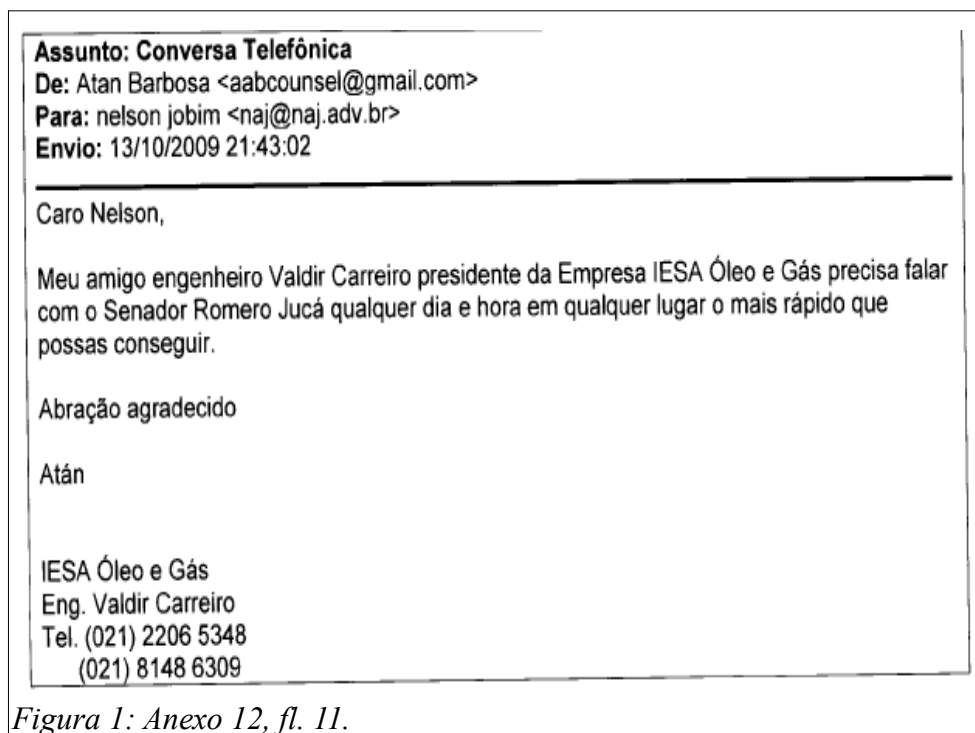 Assunto: Conversa Telefônica
De: Atan Barbosa <aabcounsel@gmail.com>
Para: nelson jobim <naj@naj.adv.br>
Envio: 13/10/2009 21:43:02
Caro Nelson,
Meu amigo engenheiro Valdir Carreiro presidente da Empresa IESA Óleo e Gás precisa falar
com o Senador Romero Jucá qualquer dia e hora em qualquer lugar o mais rápido que
possas conseguir.
Abração agradecido
Atán
IESA Óleo e Gás
Eng. Valdir Carreiro
Tel. (021) 2206 5348
(021) 8148 6309
Figura 1: Anexo 12, fl. 11.